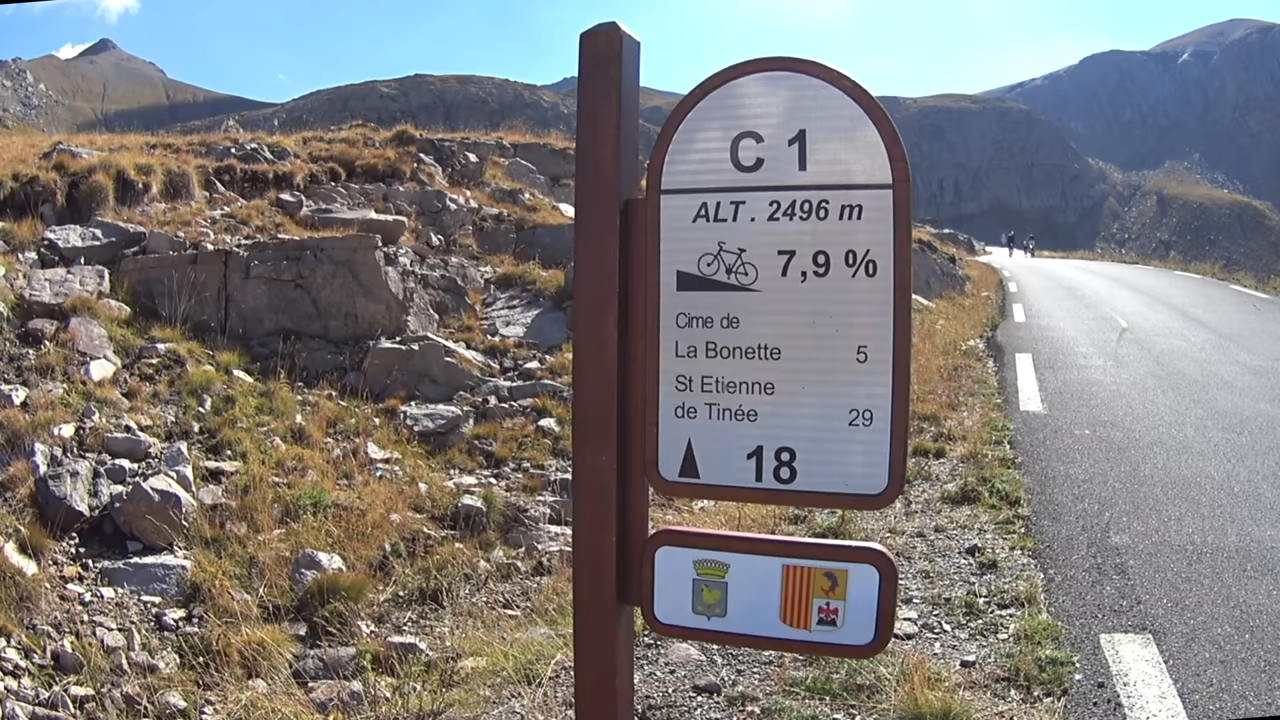 C 1
ALT. 2496 m
7,9 %
Cime de
La Bonette 5
St Etienne
de Tinée 29
18